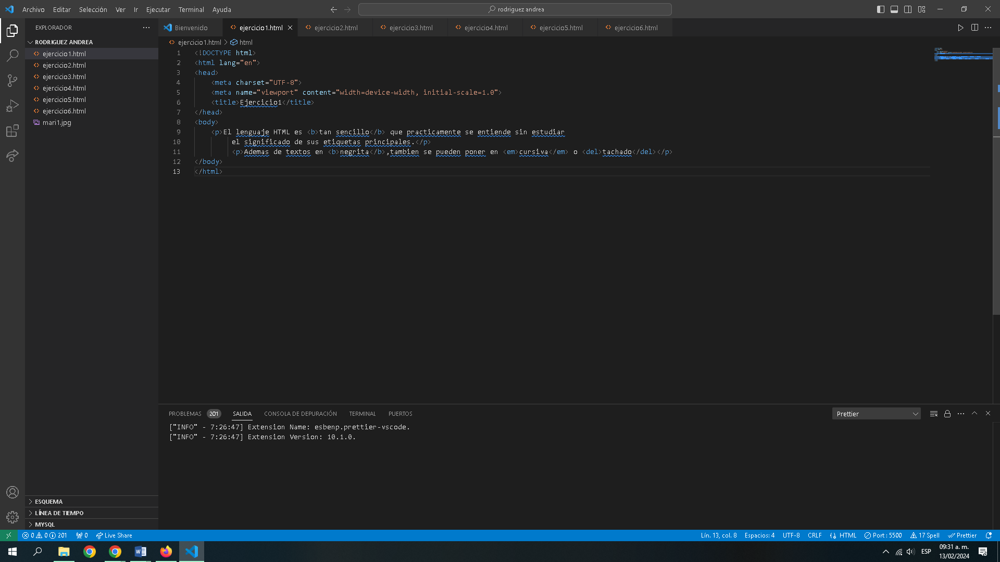 Archivo Editar Selección Ver Ir Ejecutar Terminal Ayuda
rodriguez andrea
EXPLORADOR
RODRIGUEZ ANDREA
ejercicio1.html
ejercicio2.html
ejercicio3.html
ejercicio4.html
ejercicio5.html
ejercicio6.html
mari1.jpg
ESQUEMA
LÍNEA DE TIEMPO
MYSQL
Bienvenido ejercicio1.html ejercicio2.html ejercicio3.html ejercicio4.html ejercicio5.html ejercicio6.html
ejercicio1.html > html
1 <!DOCTYPE html>
2 <html lang="en">
3 <head>
4 <meta charset="UTF-8">
5 <meta name="viewport" content="width=device-width, initial-scale=1.0">
6 <title>Ejercicio1</title>
7 </head>
8 <body>
9 <p>El lenguaje HTML es <b>tan sencillo</b> que practicamente se entiende sin estudiar
10 el significado de sus etiquetas principales.</p>
11 <p>Ademas de textos en <b>negrita</b>,tambien se pueden poner en <em>cursiva</em> o <del>tachado</del></p>
12 </body>
13 </html>
PROBLEMAS 201 SALIDA CONSOLA DE DEPURACIÓN TERMINAL PUERTOS
Prettier
["INFO" - 7:26:47] Extension Name: esbenp.prettier-vscode.
["INFO" - 7:26:47] Extension Version: 10.1.0.
0 0 201 0 Live Share
Lín. 13, col. 8 Espacios: 4 UTF-8 CRLF HTML Port : 5500 17 Spell Prettier
ESP
09:31 a. m.
13/02/2024